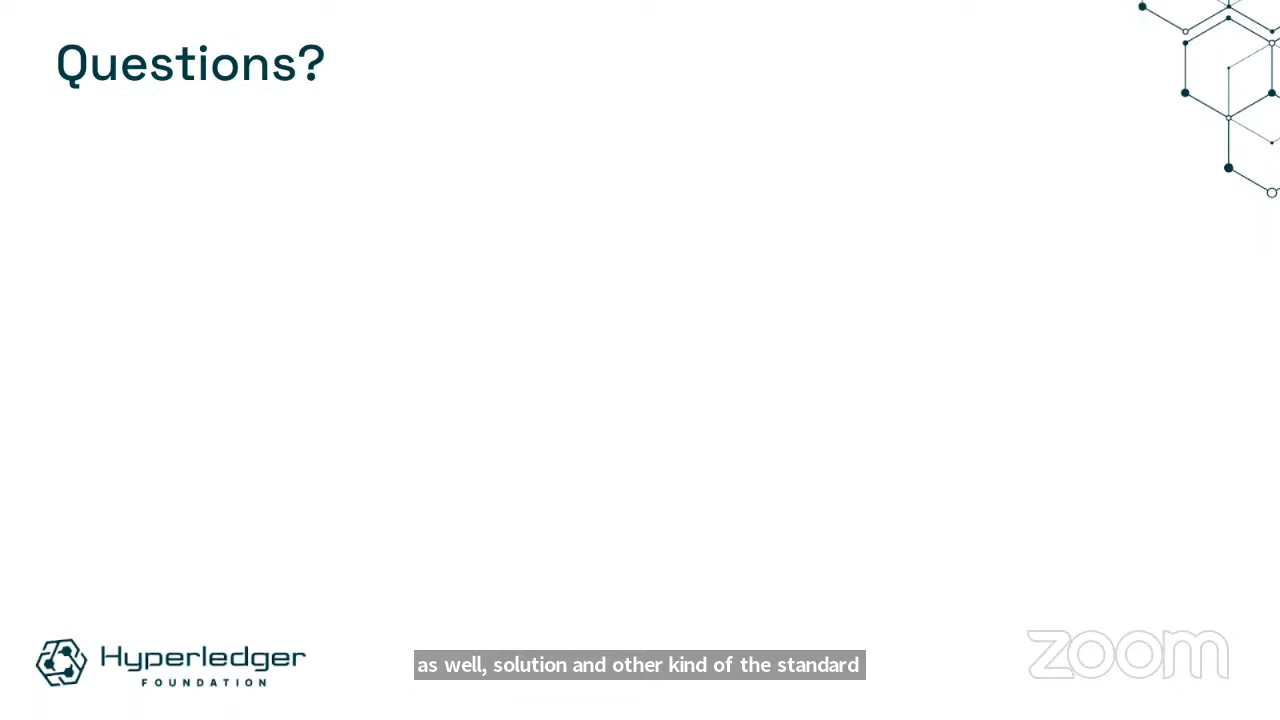 Questions?
Hyperledger
FOUNDATION
as well, solution and other kind of the standard
zoom